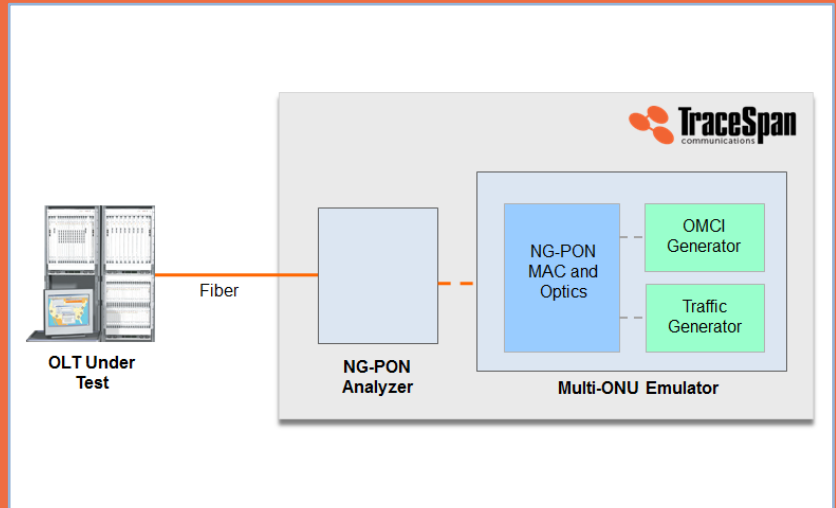 TraceSpan
communications
OLT Under
Test
Fiber
NG-PON
Analyzer
NG-PON
MAC and
Optics
OMCI
Generator
Traffic
Generator
Multi-ONU Emulator